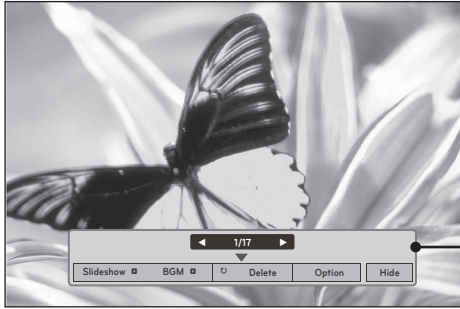 ◀ 1/17 ▶
Slideshow BGM ↻ Delete Option Hide